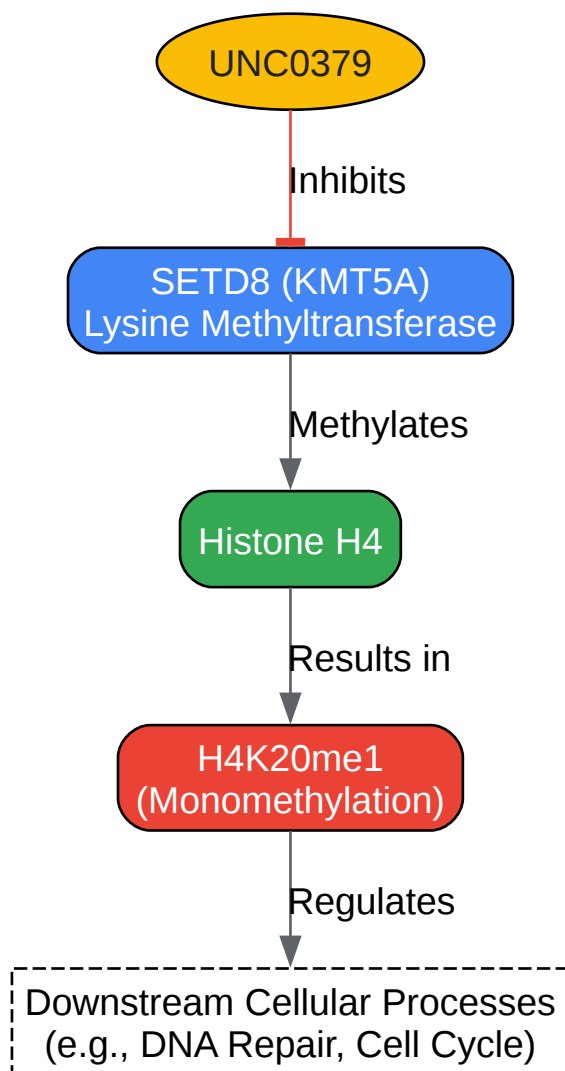 UNC0379
Inhibits
SETD8 (KMT5A)
Lysine Methyltransferase
Methylates
Histone H4
Results in
H4K20me1
(Monomethylation)
Regulates
Downstream Cellular Processes
(e.g., DNA Repair, Cell Cycle)